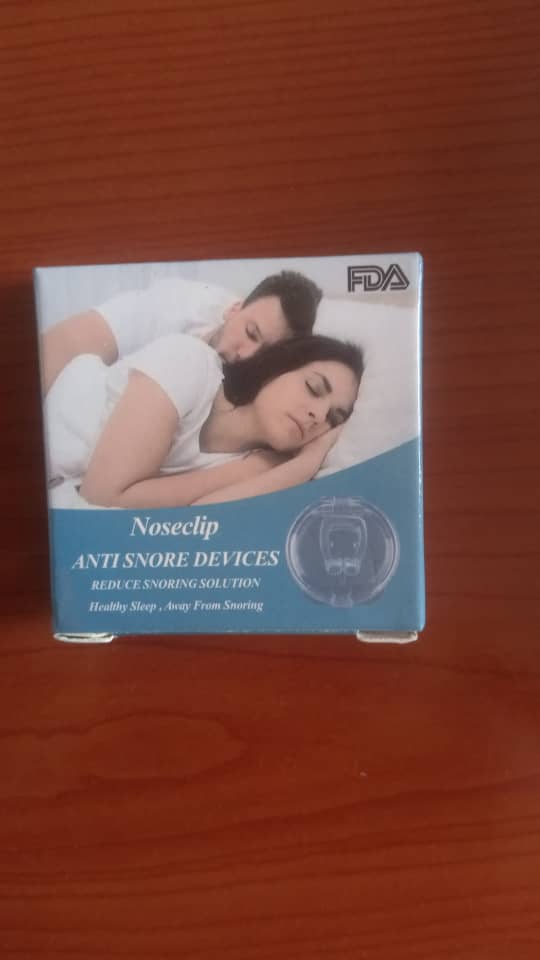 FDA
Noseclip
ANTI SNORE DEVICES
REDUCE SNORING SOLUTION
Healthy Sleep , Away From Snoring